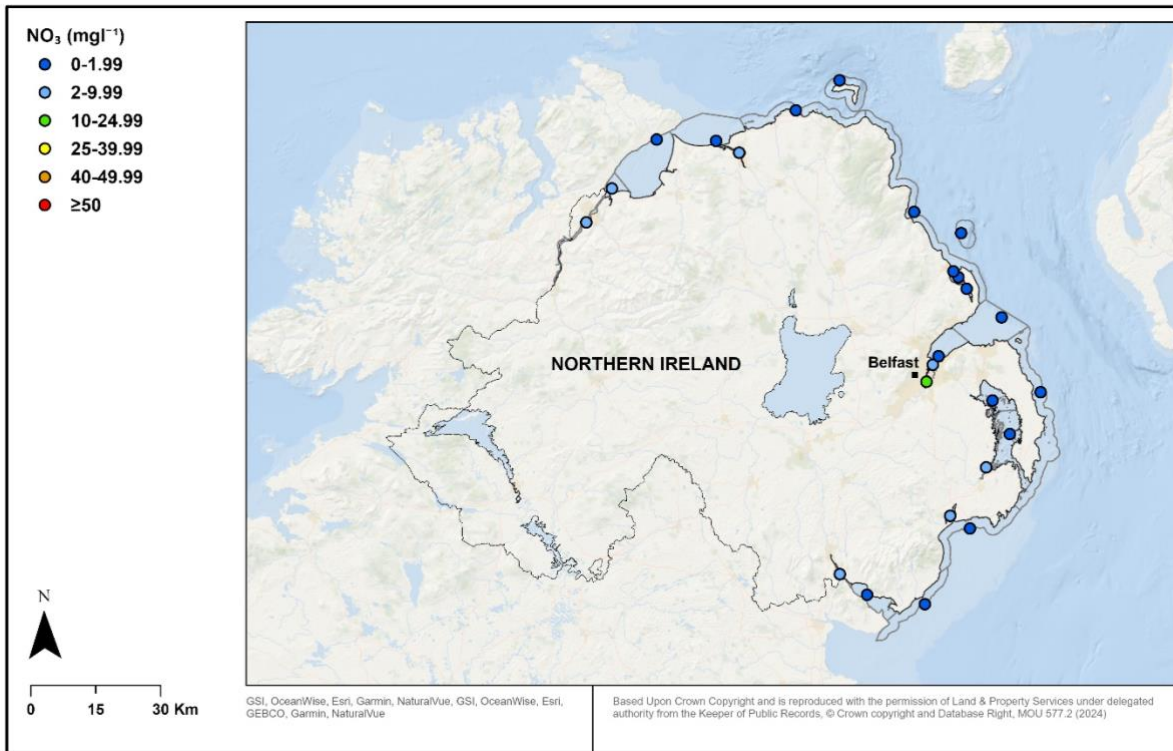 NO₃ (mgl⁻¹)
0-1.99
2-9.99
10-24.99
25-39.99
40-49.99
≥50
NORTHERN IRELAND
Belfast
N
0 15 30 Km
GSI, OceanWise, Esri, Garmin, NaturalVue, GSI, OceanWise, Esri,
GEBCO, Garmin, NaturalVue
Based Upon Crown Copyright and is reproduced with the permission of Land & Property Services under delegated
authority from the Keeper of Public Records, © Crown copyright and Database Right, MOU 577.2 (2024)